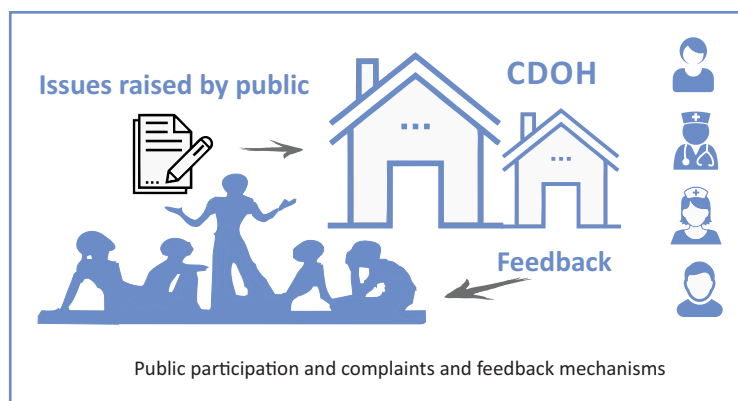 Issues raised by public
CDOH
Feedback
Public participation and complaints and feedback mechanisms